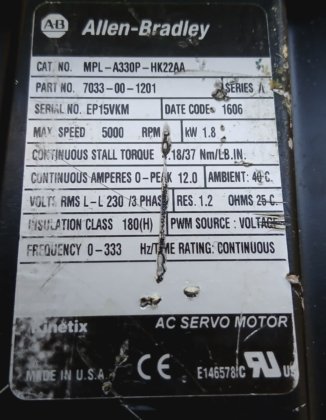 AB Allen-Bradley
CAT NO. MPL-A330P-HK22AA
PART NO. 7033-00-1201 SERIES A
SERIAL NO. EP15VKM DATE CODE 1606
MAX SPEED 5000 RPM kW 1.8
CONTINUOUS STALL TORQUE .18/37 Nm/LB.IN.
CONTINUOUS AMPERES 0-PEAK 12.0 AMBIENT: 40 C.
VOLTS RMS L-L 230 /3 PHASE RES. 1.2 OHMS 25 C.
INSULATION CLASS 180(H) PWM SOURCE : VOLTAGE
FREQUENCY 0-333 Hz/TIME RATING: CONTINUOUS
Kinetix AC SERVO MOTOR
MADE IN U.S.A. CE E146578 C RU US